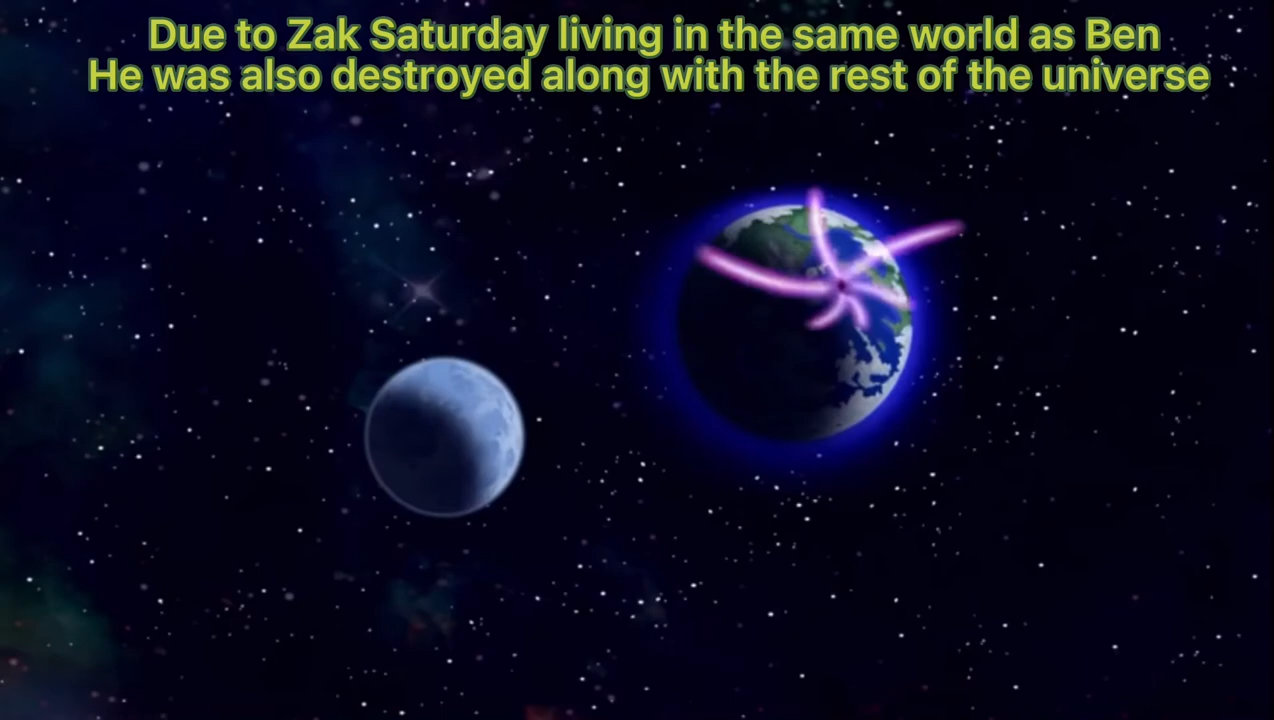 Due to Zak Saturday living in the same world as Ben
He was also destroyed along with the rest of the universe